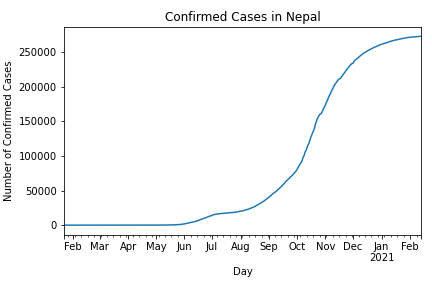 Confirmed Cases in Nepal
Number of Confirmed Cases
250000
200000
150000
100000
50000
0
Feb Mar Apr May Jun Jul Aug Sep Oct Nov Dec Jan Feb
2021
Day